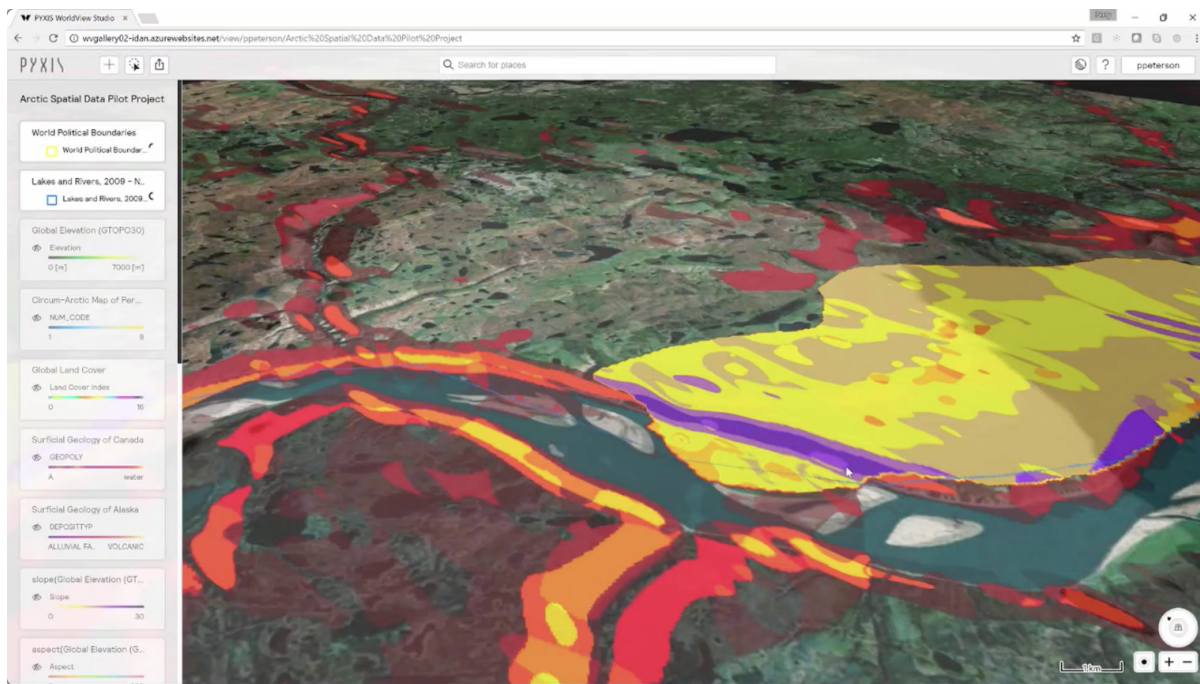 PYXIS WorldView Studio
wvgallery02-idan.azurewebsites.net/view/ppeterson/Arctic%20Spatial%20Data%20Pilot%20Project
PYXIS
Search for places
?
ppeterson
Arctic Spatial Data Pilot Project
World Political Boundaries
World Political Boundar...
Lakes and Rivers, 2009 - N..
Lakes and Rivers, 2009...
Global Elevation (GTOPO30)
Elevation
0 [m] 7000 [m]
Circum-Arctic Map of Per...
NUM_CODE
1 8
Global Land Cover
Land Cover Index
0 16
Surficial Geology of Canada
GEOPOLY
A water
Surficial Geology of Alaska
DEPOSITTYP
ALLUVIAL FA.. VOLCANIC
slope(Global Elevation (GT...
Slope
0 30
aspect(Global Elevation (G...
Aspect